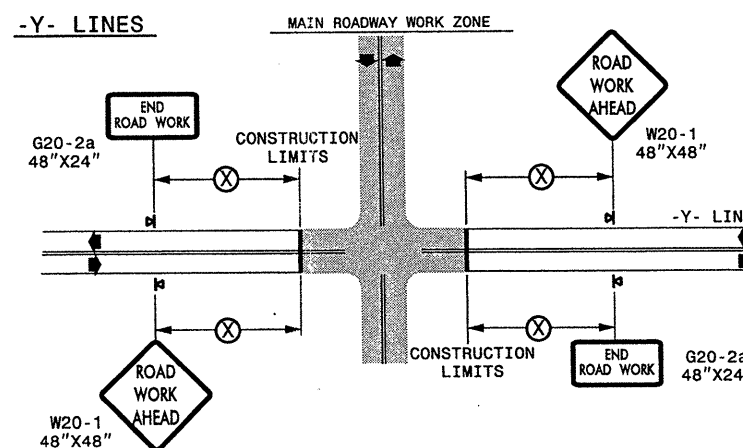 -Y- LINES
MAIN ROADWAY WORK ZONE
END
ROAD WORK
G20-2a
48"X24"
CONSTRUCTION
LIMITS
X
ROAD
WORK
AHEAD
W20-1
48"X48"
X
-Y- LIN
X
ROAD
WORK
AHEAD
W20-1
48"X48"
X
CONSTRUCTION
LIMITS
END
ROAD WORK
G20-2a
48"X24